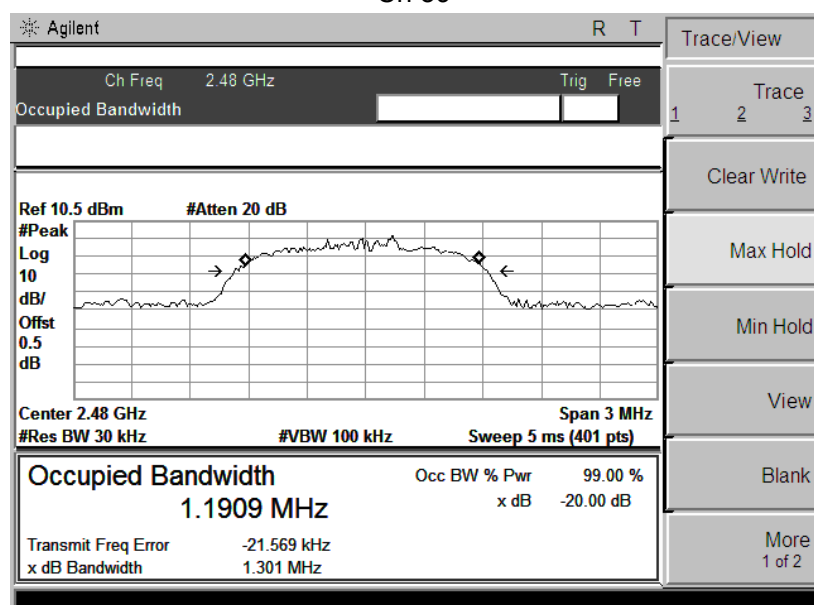 Agilent R T
Ch Freq 2.48 GHz Trig Free
Occupied Bandwidth
Ref 10.5 dBm #Atten 20 dB
#Peak
Log
10
dB/
Offst
0.5
dB
Center 2.48 GHz Span 3 MHz
#Res BW 30 kHz #VBW 100 kHz Sweep 5 ms (401 pts)
Occupied Bandwidth Occ BW % Pwr 99.00 %
1.1909 MHz x dB -20.00 dB
Transmit Freq Error -21.569 kHz
x dB Bandwidth 1.301 MHz
Trace/View
Trace
1 2 3
Clear Write
Max Hold
Min Hold
View
Blank
More
1 of 2